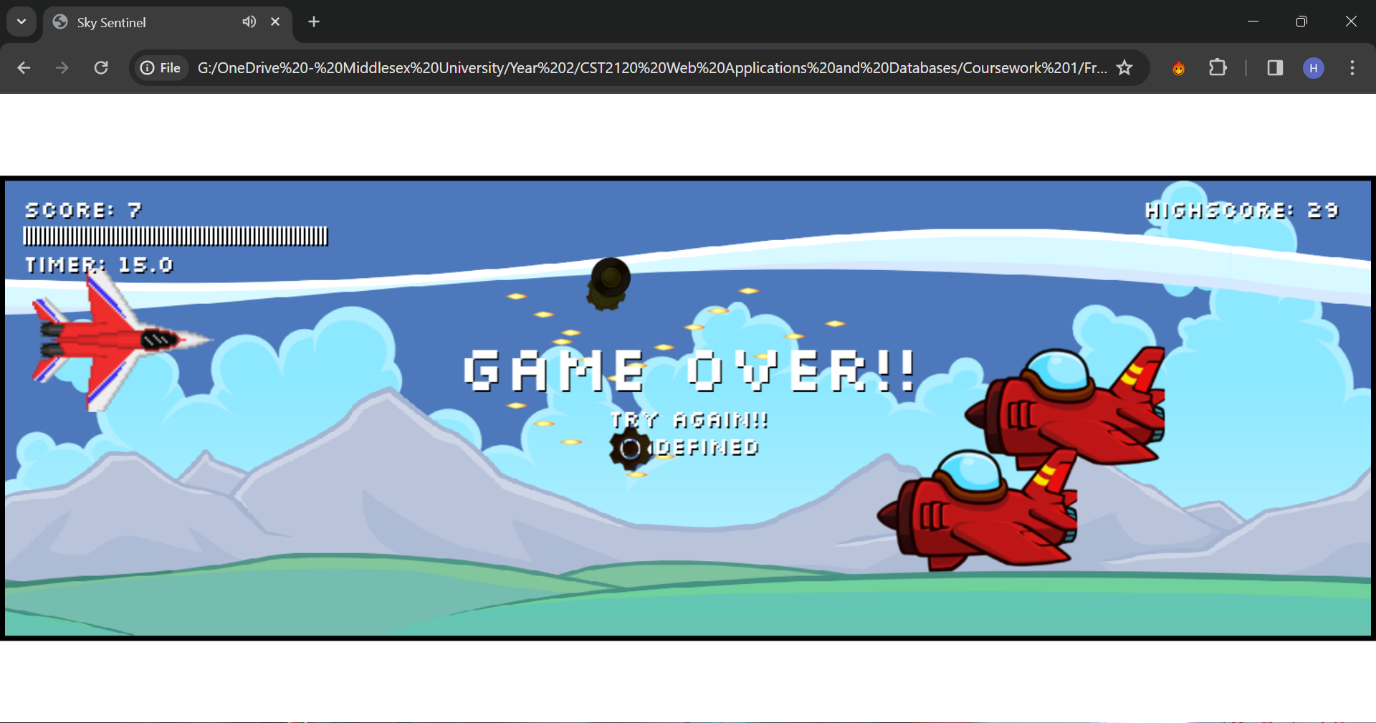 Sky Sentinel
File
G:/OneDrive%20-%20Middlesex%20University/Year%202/CST2120%20Web%20Applications%20and%20Databases/Coursework%201/Fr...
H
SCORE: 7
HIGHSCORE: 29
TIMER: 15.0
GAME OVER!!
TRY AGAIN!!
UNDEFINED